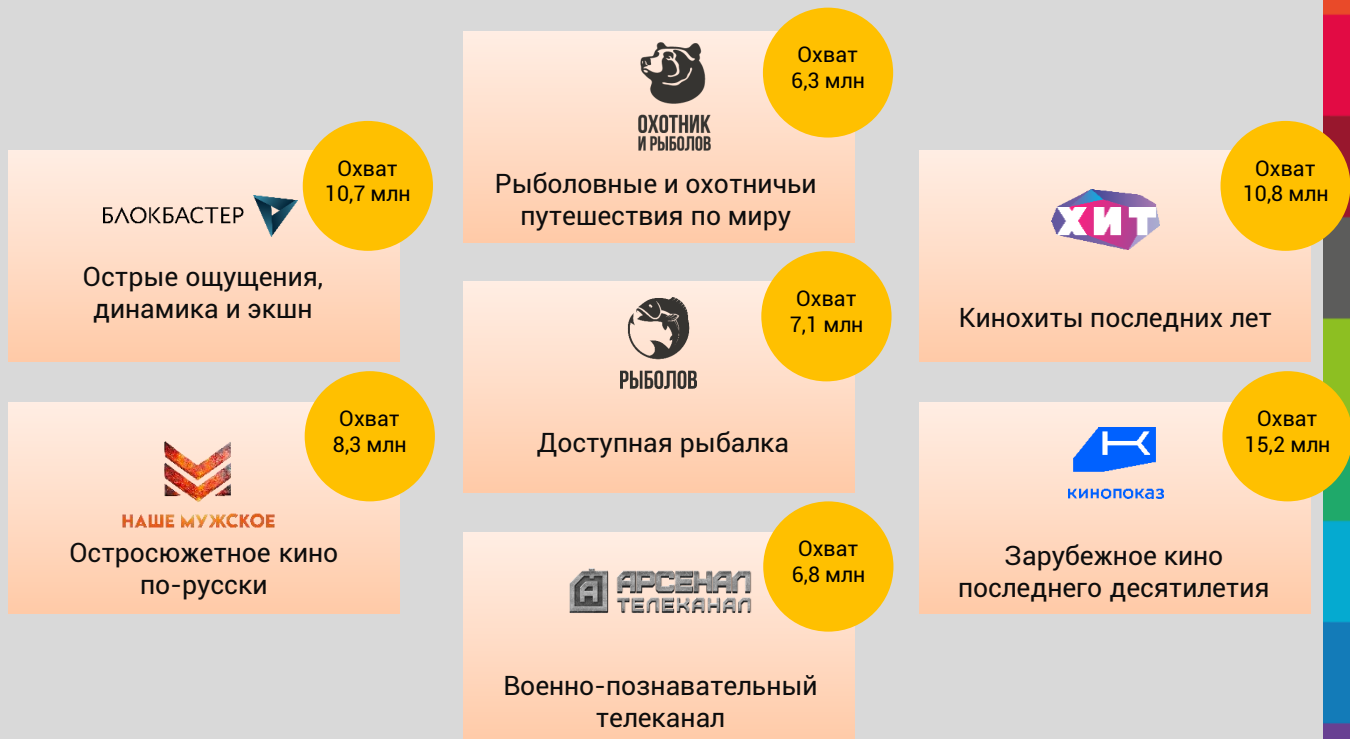 БЛОКБАСТЕР
Охват
10,7 млн
Острые ощущения,
динамика и экшн
НАШЕ МУЖСКОЕ
Охват
8,3 млн
Остросюжетное кино
по-русски
ОХОТНИК
И РЫБОЛОВ
Охват
6,3 млн
Рыболовные и охотничьи
путешествия по миру
РЫБОЛОВ
Охват
7,1 млн
Доступная рыбалка
АРСЕНАЛ
ТЕЛЕКАНАЛ
Охват
6,8 млн
Военно-познавательный
телеканал
ХИТ
Охват
10,8 млн
Кинохиты последних лет
КИНОПОКАЗ
Охват
15,2 млн
Зарубежное кино
последнего десятилетия